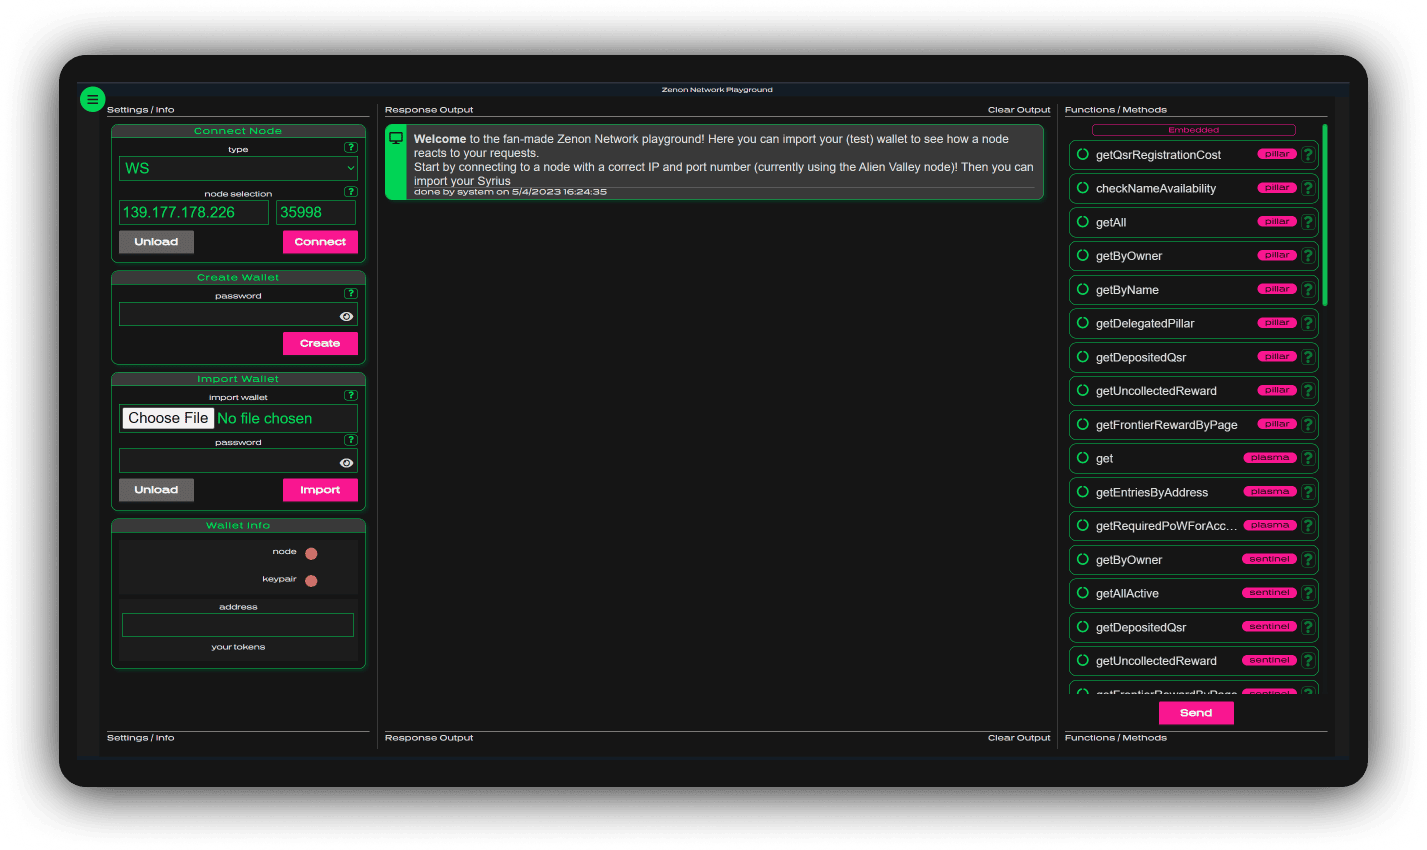 Zenon Network Playground
Settings / Info
Connect Node
type
?
WS
node selection
?
139.177.178.226
35998
Unload
Connect
Create Wallet
password
?
Create
Import Wallet
import wallet
?
Choose File No file chosen
password
?
Unload
Import
Wallet Info
node
keypair
address
your tokens
Settings / Info
Response Output
Clear Output
Welcome to the fan-made Zenon Network playground! Here you can import your (test) wallet to see how a node
reacts to your requests.
Start by connecting to a node with a correct IP and port number (currently using the Alien Valley node)! Then you can
import your Syrius
done by system on 5/4/2023 16:24:35
Response Output
Clear Output
Functions / Methods
Embedded
getQsrRegistrationCost pillar ?
checkNameAvailability pillar ?
getAll pillar ?
getByOwner pillar ?
getByName pillar ?
getDelegatedPillar pillar ?
getDepositedQsr pillar ?
getUncollectedReward pillar ?
getFrontierRewardByPage pillar ?
get plasma ?
getEntriesByAddress plasma ?
getRequiredPoWForAcc... plasma ?
getByOwner sentinel ?
getAllActive sentinel ?
getDepositedQsr sentinel ?
getUncollectedReward sentinel ?
getFrontierRewardByPage sentinel ?
Send
Functions / Methods